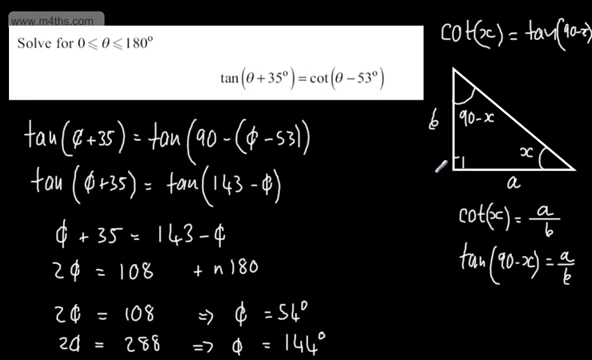 www.m4ths.com
Solve for 0 ⩽ θ ⩽ 180°
tan(θ + 35°) = cot(θ − 53°)
cot(x) = tan(90-x)
tan(ϕ+35) = tan(90 - (ϕ-53))
tan(ϕ+35) = tan(143 - ϕ)
ϕ + 35 = 143 - ϕ
2ϕ = 108 + n180
2ϕ = 108 => ϕ = 54°
2ϕ = 288 => ϕ = 144°
b
90-x
x
a
cot(x) = a/b
tan(90-x) = a/b